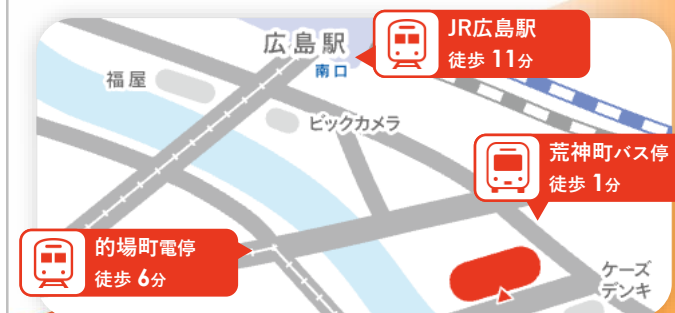 JR広島駅
徒歩 11分
広島駅
南口
福屋
ビックカメラ
荒神町バス停
徒歩 1分
的場町電停
徒歩 6分
ケーズ
デンキ